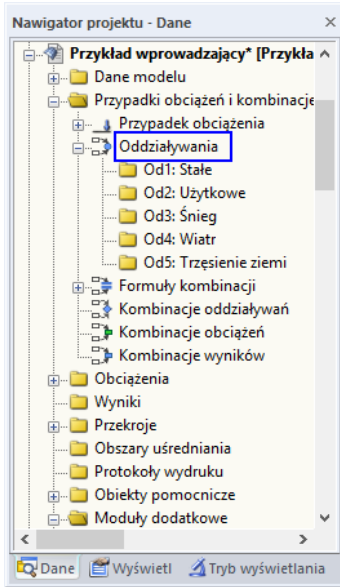 Nawigator projektu - Dane
Przykład wprowadzający* [Przykła
Dane modelu
Przypadki obciążeń i kombinacje
Przypadek obciążenia
Oddziaływania
Od1: Stałe
Od2: Użytkowe
Od3: Śnieg
Od4: Wiatr
Od5: Trzęsienie ziemi
Formuły kombinacji
Kombinacje oddziaływań
Kombinacje obciążeń
Kombinacje wyników
Obciążenia
Wyniki
Przekroje
Obszary uśredniania
Protokoły wydruku
Obiekty pomocnicze
Moduły dodatkowe
Dane Wyświetl Tryb wyświetlania